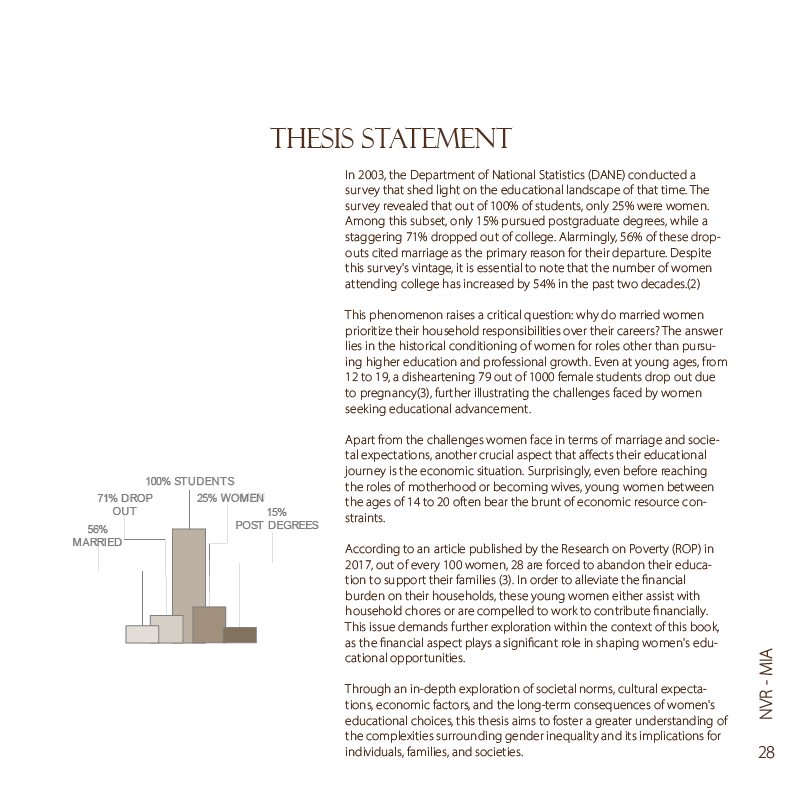 THESIS STATEMENT
In 2003, the Department of National Statistics (DANE) conducted a
survey that shed light on the educational landscape of that time. The
survey revealed that out of 100% of students, only 25% were women.
Among this subset, only 15% pursued postgraduate degrees, while a
staggering 71% dropped out of college. Alarmingly, 56% of these drop-
outs cited marriage as the primary reason for their departure. Despite
this survey's vintage, it is essential to note that the number of women
attending college has increased by 54% in the past two decades.(2)
This phenomenon raises a critical question: why do married women
prioritize their household responsibilities over their careers? The answer
lies in the historical conditioning of women for roles other than pursu-
ing higher education and professional growth. Even at young ages, from
12 to 19, a disheartening 79 out of 1000 female students drop out due
to pregnancy(3), further illustrating the challenges faced by women
seeking educational advancement.
Apart from the challenges women face in terms of marriage and socie-
tal expectations, another crucial aspect that affects their educational
journey is the economic situation. Surprisingly, even before reaching
the roles of motherhood or becoming wives, young women between
the ages of 14 to 20 often bear the brunt of economic resource con-
straints.
According to an article published by the Research on Poverty (ROP) in
2017, out of every 100 women, 28 are forced to abandon their educa-
tion to support their families (3). In order to alleviate the financial
burden on their households, these young women either assist with
household chores or are compelled to work to contribute financially.
This issue demands further exploration within the context of this book,
as the financial aspect plays a significant role in shaping women's edu-
cational opportunities.
Through an in-depth exploration of societal norms, cultural expecta-
tions, economic factors, and the long-term consequences of women's
educational choices, this thesis aims to foster a greater understanding of
the complexities surrounding gender inequality and its implications for
individuals, families, and societies.
100% STUDENTS
71% DROP
OUT
25% WOMEN
15%
POST DEGREES
56%
MARRIED
NVR - MIA
28